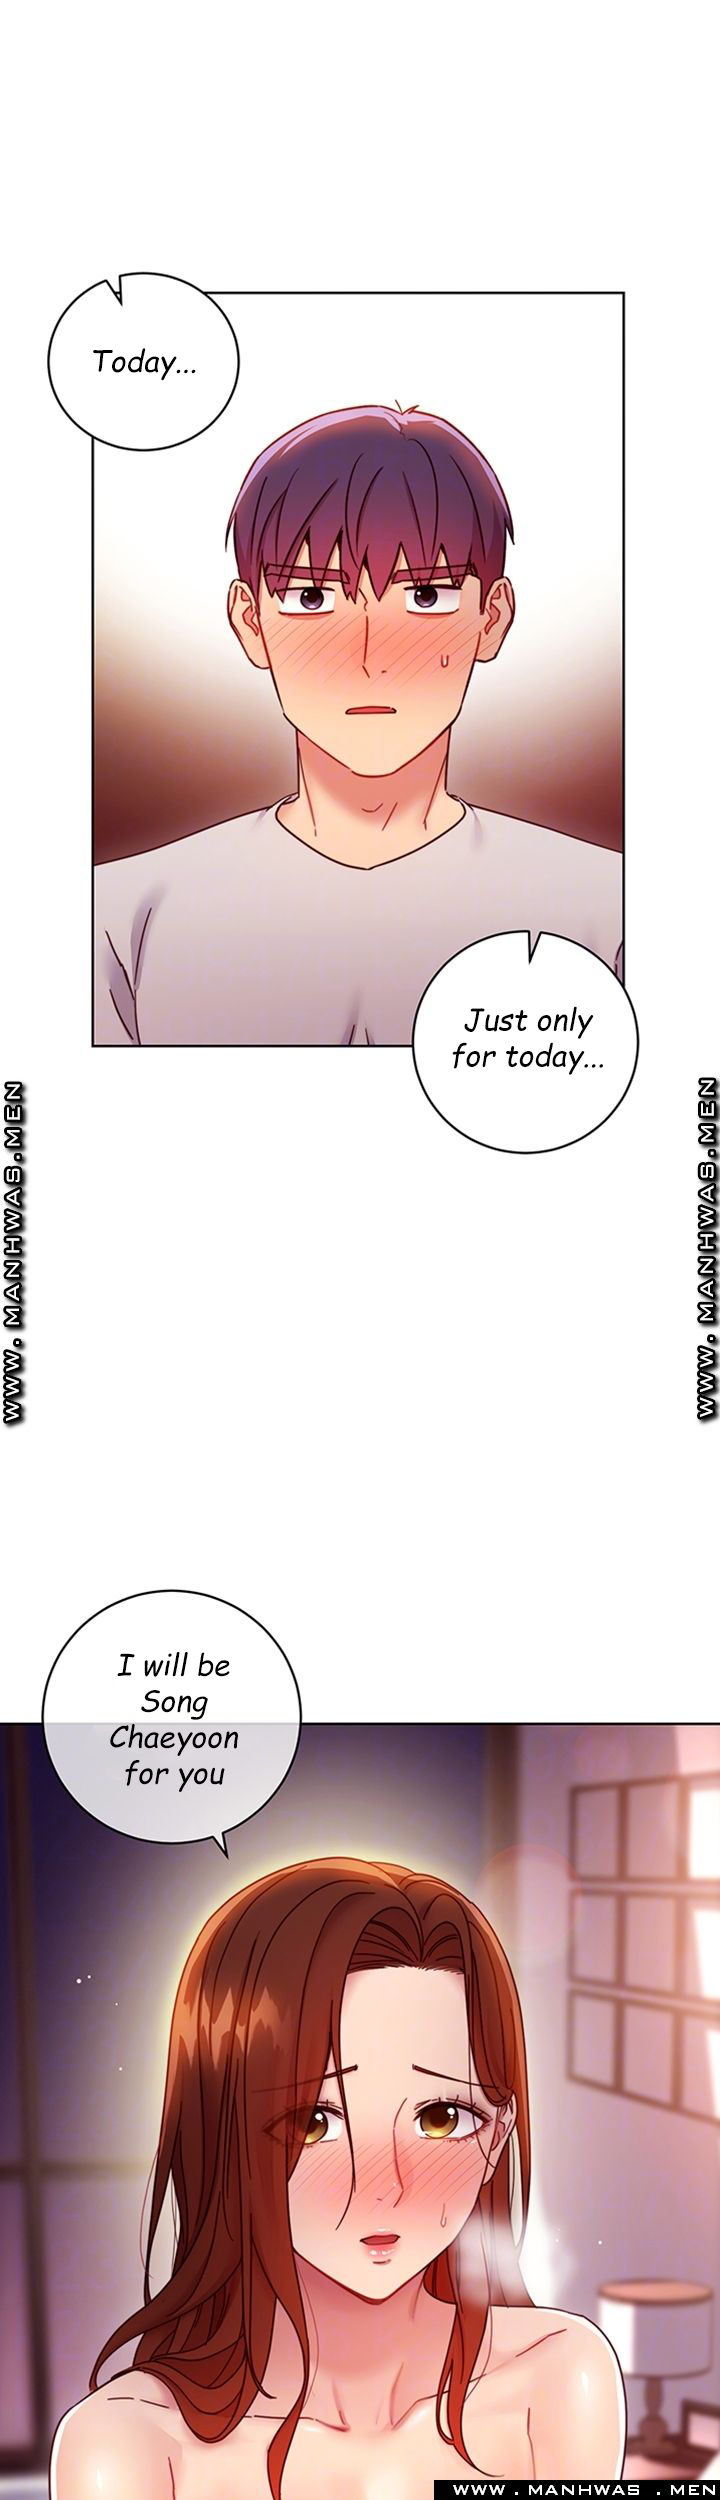 Today...
Just only
for today...
WWW. MANHWAS.MEN
WWW. MANHWAS.MEN
I will be
Song
Chaeyoon
for you
WWW . MANHWAS . MEN